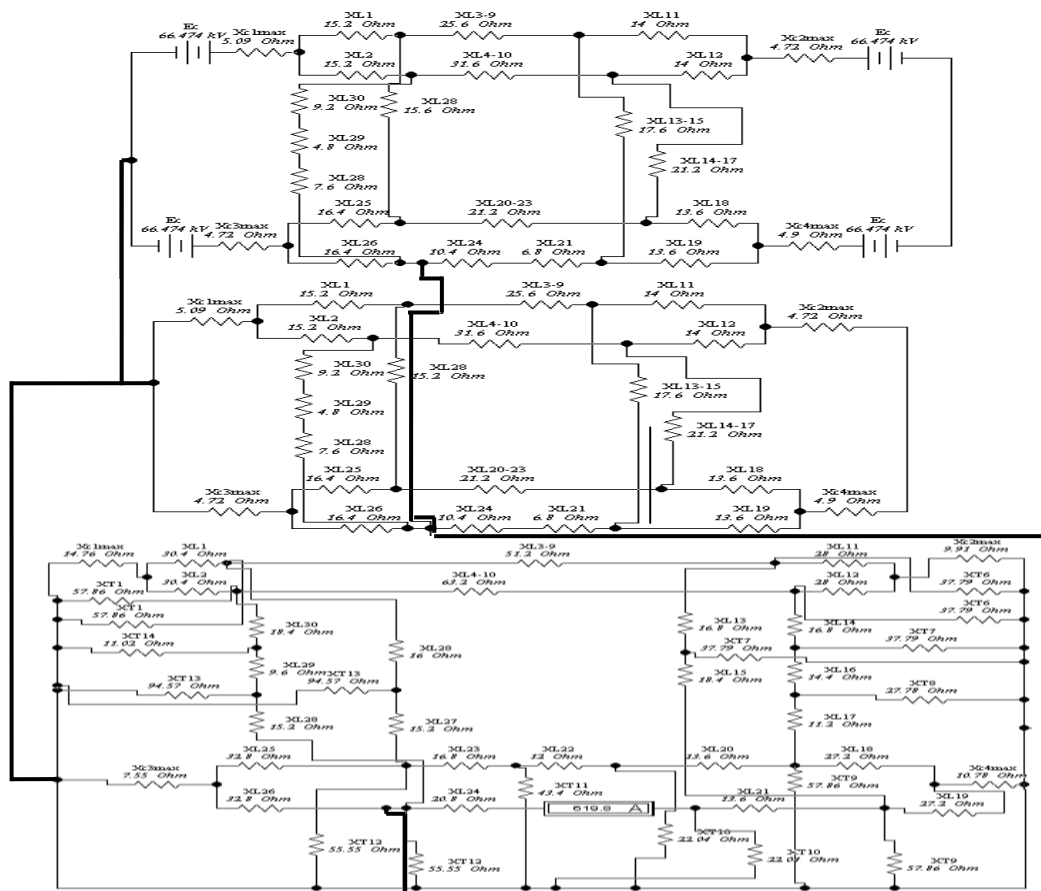 Ec
66.474 kV
Xc1max
5.09 Ohm
XL1
15.2 Ohm
XL3-9
25.6 Ohm
XL11
14 Ohm
Xc2max
4.72 Ohm
Ec
66.474 kV
XL2
15.2 Ohm
XL4-10
31.6 Ohm
XL12
14 Ohm
XL30
9.2 Ohm
XL28
15.6 Ohm
XL29
4.8 Ohm
XL28
7.6 Ohm
XL13-15
17.6 Ohm
XL14-17
21.2 Ohm
Ec
66.474 kV
Xc3max
4.72 Ohm
XL25
16.4 Ohm
XL20-23
21.2 Ohm
XL18
13.6 Ohm
Xc4max
4.9 Ohm
Ec
66.474 kV
XL26
16.4 Ohm
XL24
10.4 Ohm
XL21
6.8 Ohm
XL19
13.6 Ohm
Xc1max
5.09 Ohm
XL1
15.2 Ohm
XL3-9
25.6 Ohm
XL11
14 Ohm
Xc2max
4.72 Ohm
XL2
15.2 Ohm
XL4-10
31.6 Ohm
XL12
14 Ohm
XL30
9.2 Ohm
XL28
15.2 Ohm
XL29
4.8 Ohm
XL28
7.6 Ohm
XL13-15
17.6 Ohm
XL14-17
21.2 Ohm
Xc3max
4.72 Ohm
XL25
16.4 Ohm
XL20-23
21.2 Ohm
XL18
13.6 Ohm
Xc4max
4.9 Ohm
XL26
16.4 Ohm
XL24
10.4 Ohm
XL21
6.8 Ohm
XL19
13.6 Ohm
Xc1max
14.76 Ohm
XL1
30.4 Ohm
XL3-9
51.2 Ohm
XL11
28 Ohm
Xc2max
9.91 Ohm
XL2
30.4 Ohm
XL4-10
63.2 Ohm
XL12
28 Ohm
XT6
37.79 Ohm
XT1
57.86 Ohm
XT1
57.86 Ohm
XT6
37.79 Ohm
XL30
18.4 Ohm
XL13
16.8 Ohm
XL14
16.8 Ohm
XT14
11.02 Ohm
XL28
16 Ohm
XT7
37.79 Ohm
XT7
37.79 Ohm
XL29
9.6 Ohm
XT13
94.57 Ohm
XT13
94.57 Ohm
XL15
18.4 Ohm
XL16
14.4 Ohm
XT8
27.78 Ohm
XL28
15.2 Ohm
XL27
15.2 Ohm
XL17
11.2 Ohm
Xc3max
7.55 Ohm
XL25
32.8 Ohm
XL23
16.8 Ohm
XL22
12 Ohm
XL20
13.6 Ohm
XL18
27.2 Ohm
Xc4max
10.78 Ohm
XT11
43.4 Ohm
XT9
57.86 Ohm
XL26
32.8 Ohm
XL24
20.8 Ohm
619.8 A
XL21
13.6 Ohm
XL19
27.2 Ohm
XT12
55.55 Ohm
XT12
55.55 Ohm
22.04 Ohm
XT10
XT9
57.86 Ohm